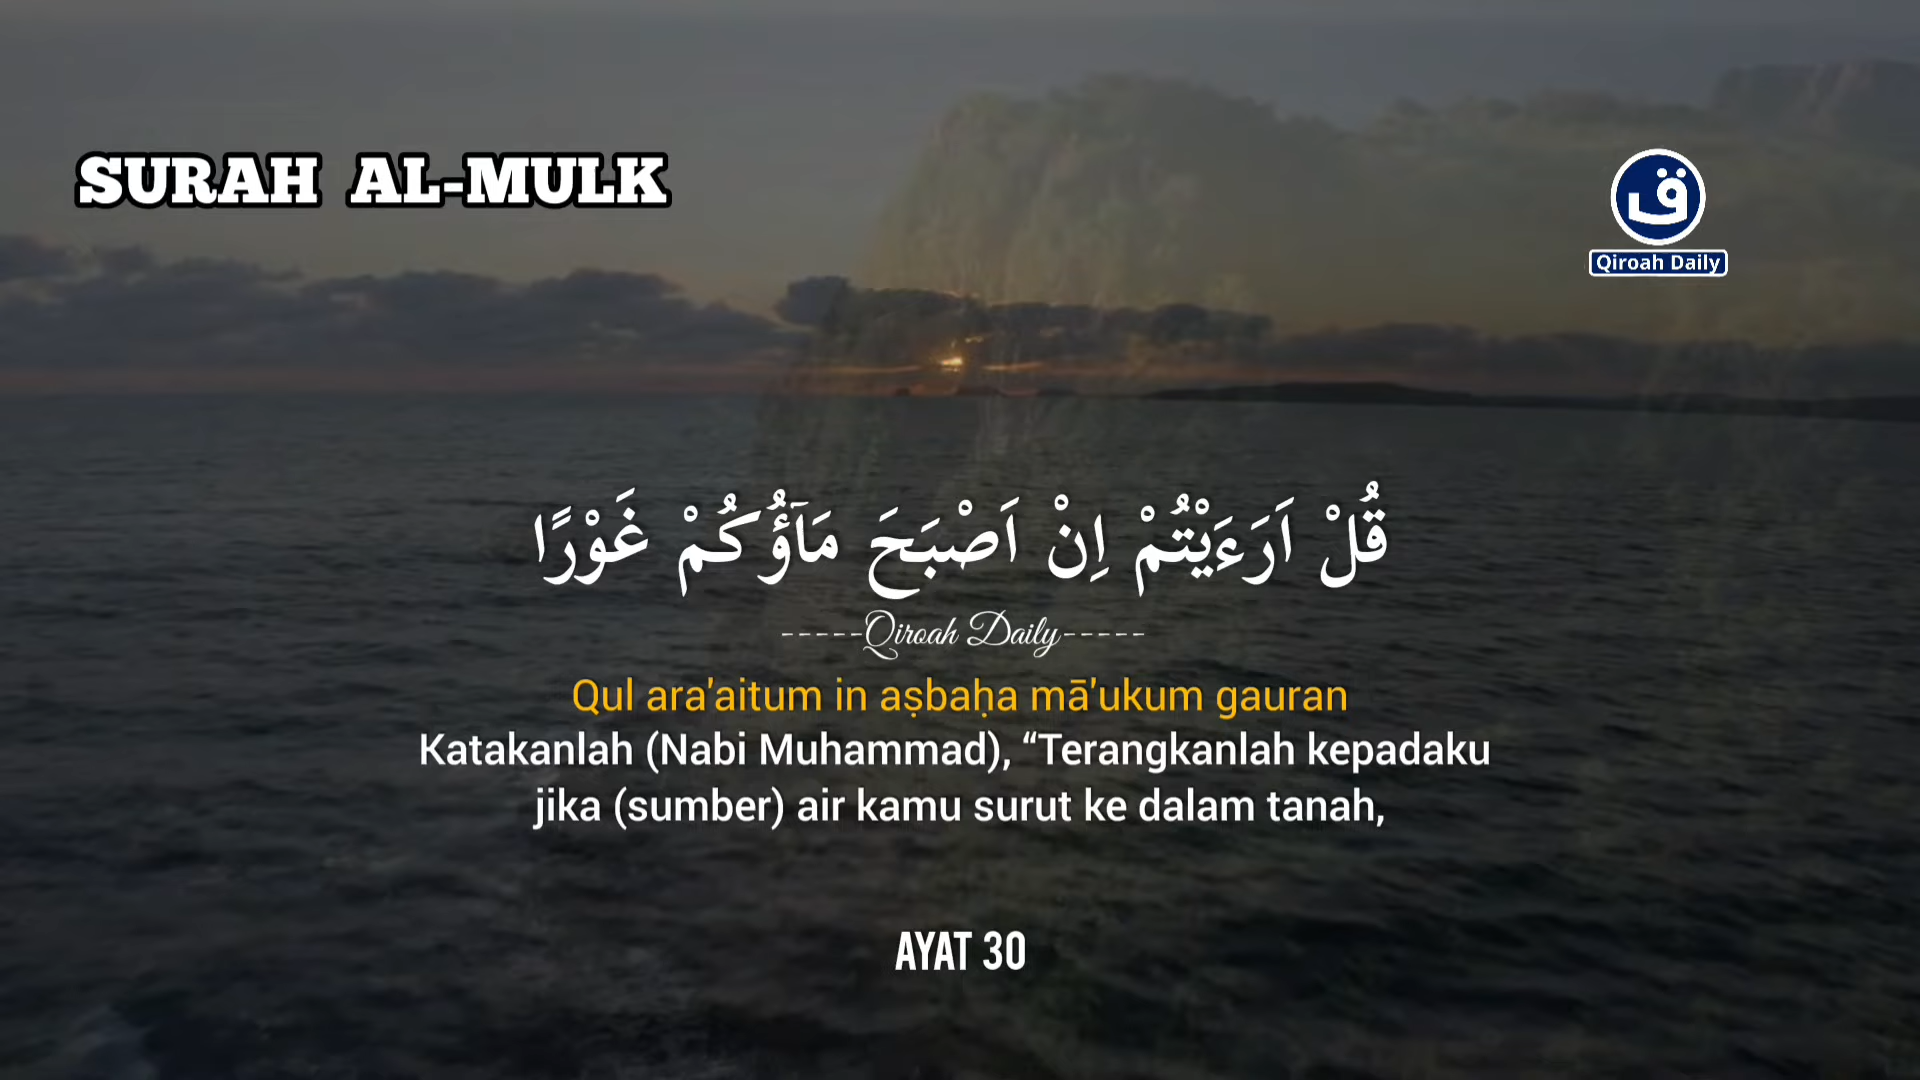 SURAH AL-MULK
ق
Qiroah Daily
قُلْ اَرَءَيْتُمْ اِنْ اَصْبَحَ مَاۤؤُكُمْ غَوْرًا
-----Qiroah Daily-----
Qul ara'aitum in aṣbaḥa mā'ukum gauran
Katakanlah (Nabi Muhammad), “Terangkanlah kepadaku
jika (sumber) air kamu surut ke dalam tanah,
AYAT 30